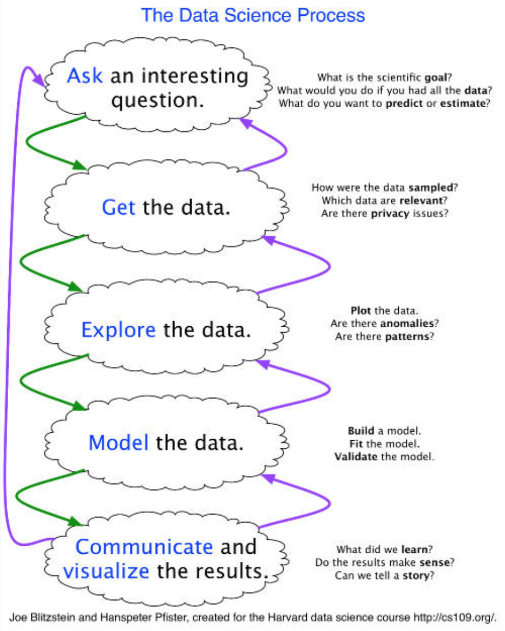 The Data Science Process
Ask an interesting
question.
What is the scientific goal?
What would you do if you had all the data?
What do you want to predict or estimate?
Get the data.
How were the data sampled?
Which data are relevant?
Are there privacy issues?
Explore the data.
Plot the data.
Are there anomalies?
Are there patterns?
Model the data.
Build a model.
Fit the model.
Validate the model.
Communicate and
visualize the results.
What did we learn?
Do the results make sense?
Can we tell a story?
Joe Blitzstein and Hanspeter Pfister, created for the Harvard data science course http://cs109.org/.